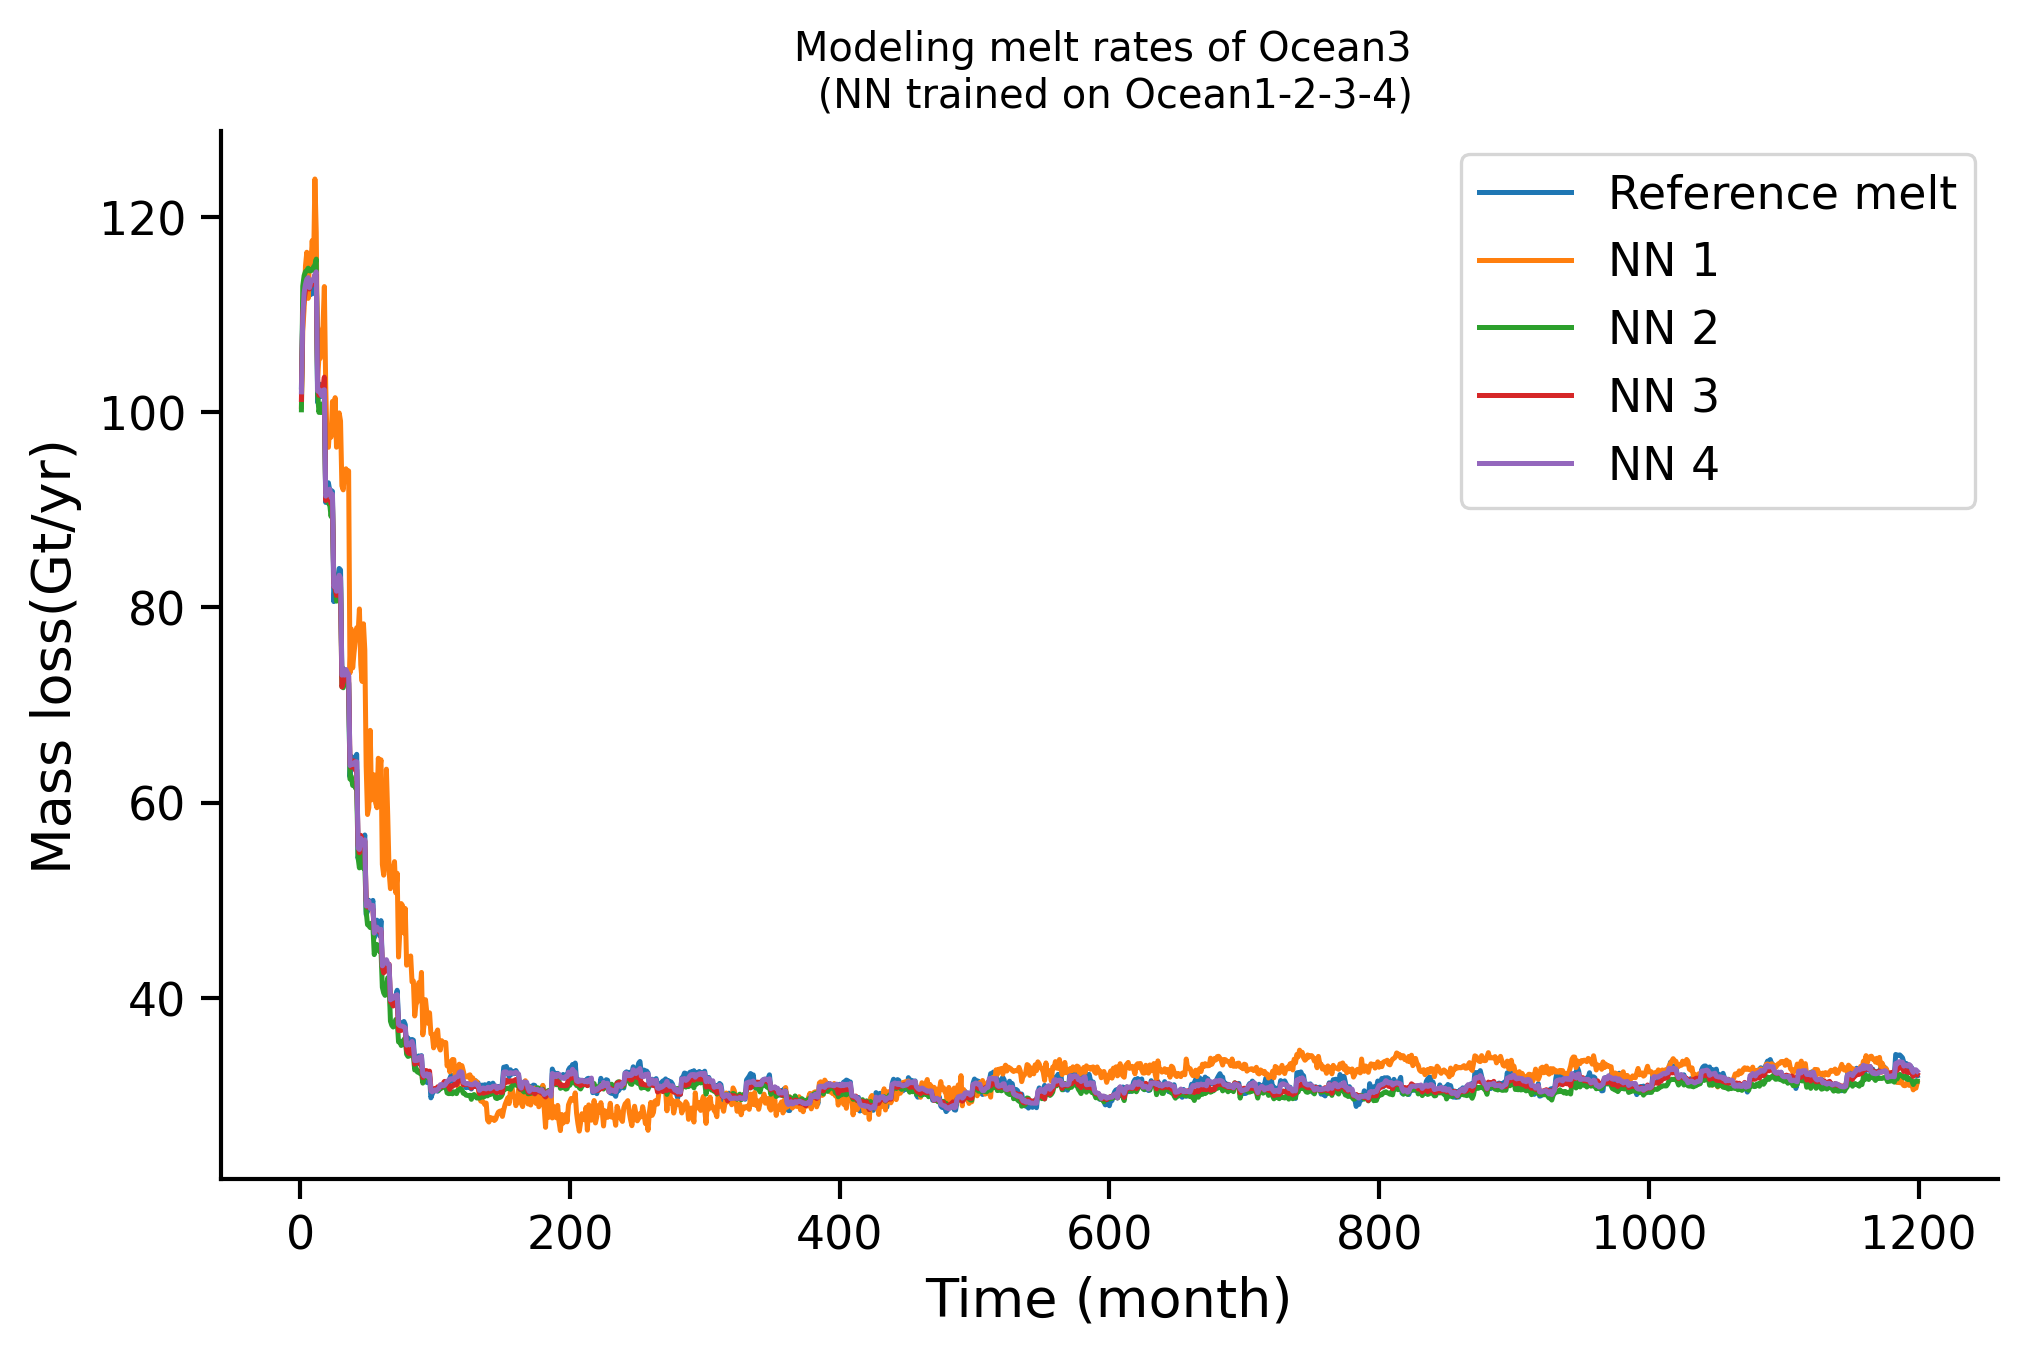 Modeling melt rates of Ocean3
(NN trained on Ocean1-2-3-4)
Reference melt
NN 1
NN 2
NN 3
NN 4
Mass loss(Gt/yr)
120
100
80
60
40
0 200 400 600 800 1000 1200
Time (month)